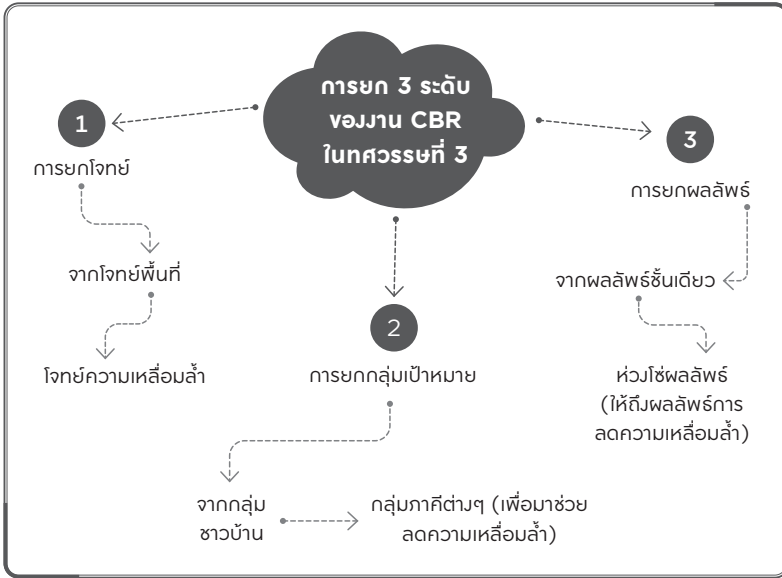 การยก 3 ระดับ
ของงาน CBR
ในทศวรรษที่ 3
1
การยกโจทย์
จากโจทย์พื้นที่
โจทย์ความเหลื่อมล้ำ
2
การยกกลุ่มเป้าหมาย
จากกลุ่ม
ชาวบ้าน
กลุ่มภาคีต่างๆ (เพื่อมาช่วย
ลดความเหลื่อมล้ำ)
3
การยกผลลัพธ์
จากผลลัพธ์ชั้นเดียว
ห่วงโซ่ผลลัพธ์
(ให้ถึงผลลัพธ์การ
ลดความเหลื่อมล้ำ)